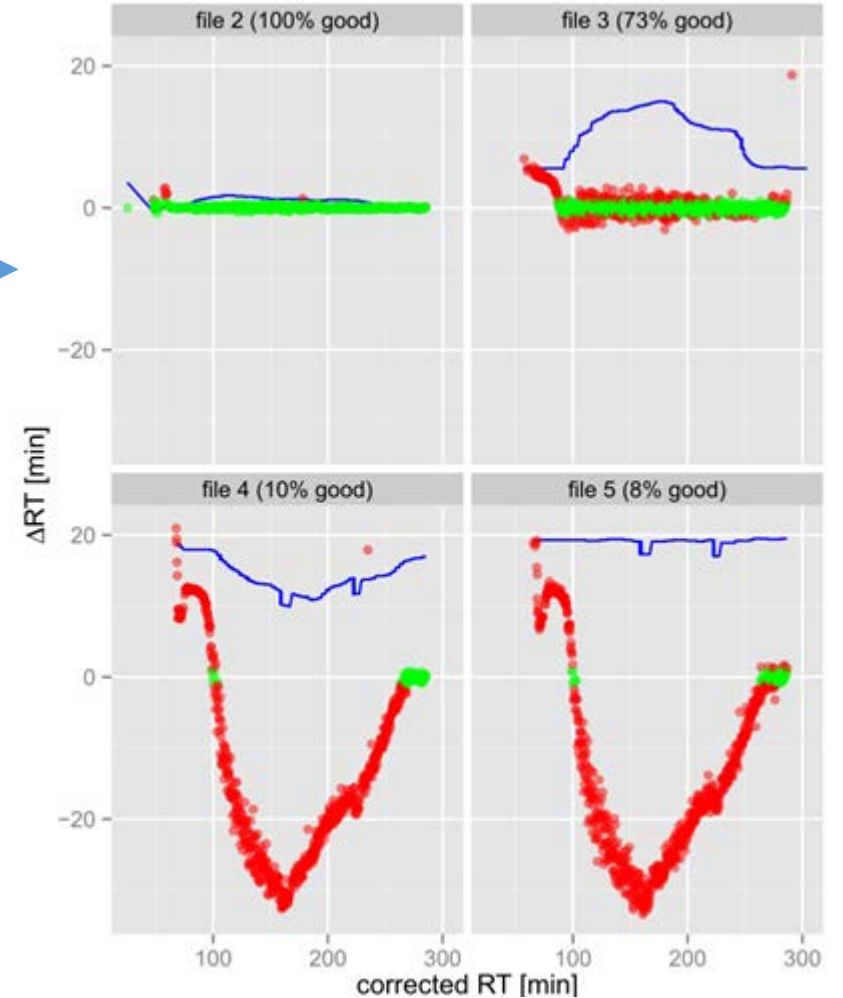 file 2 (100% good)
file 3 (73% good)
20
0
−20
file 4 (10% good)
file 5 (8% good)
20
0
−20
ΔRT [min]
100
200
300
100
200
300
corrected RT [min]